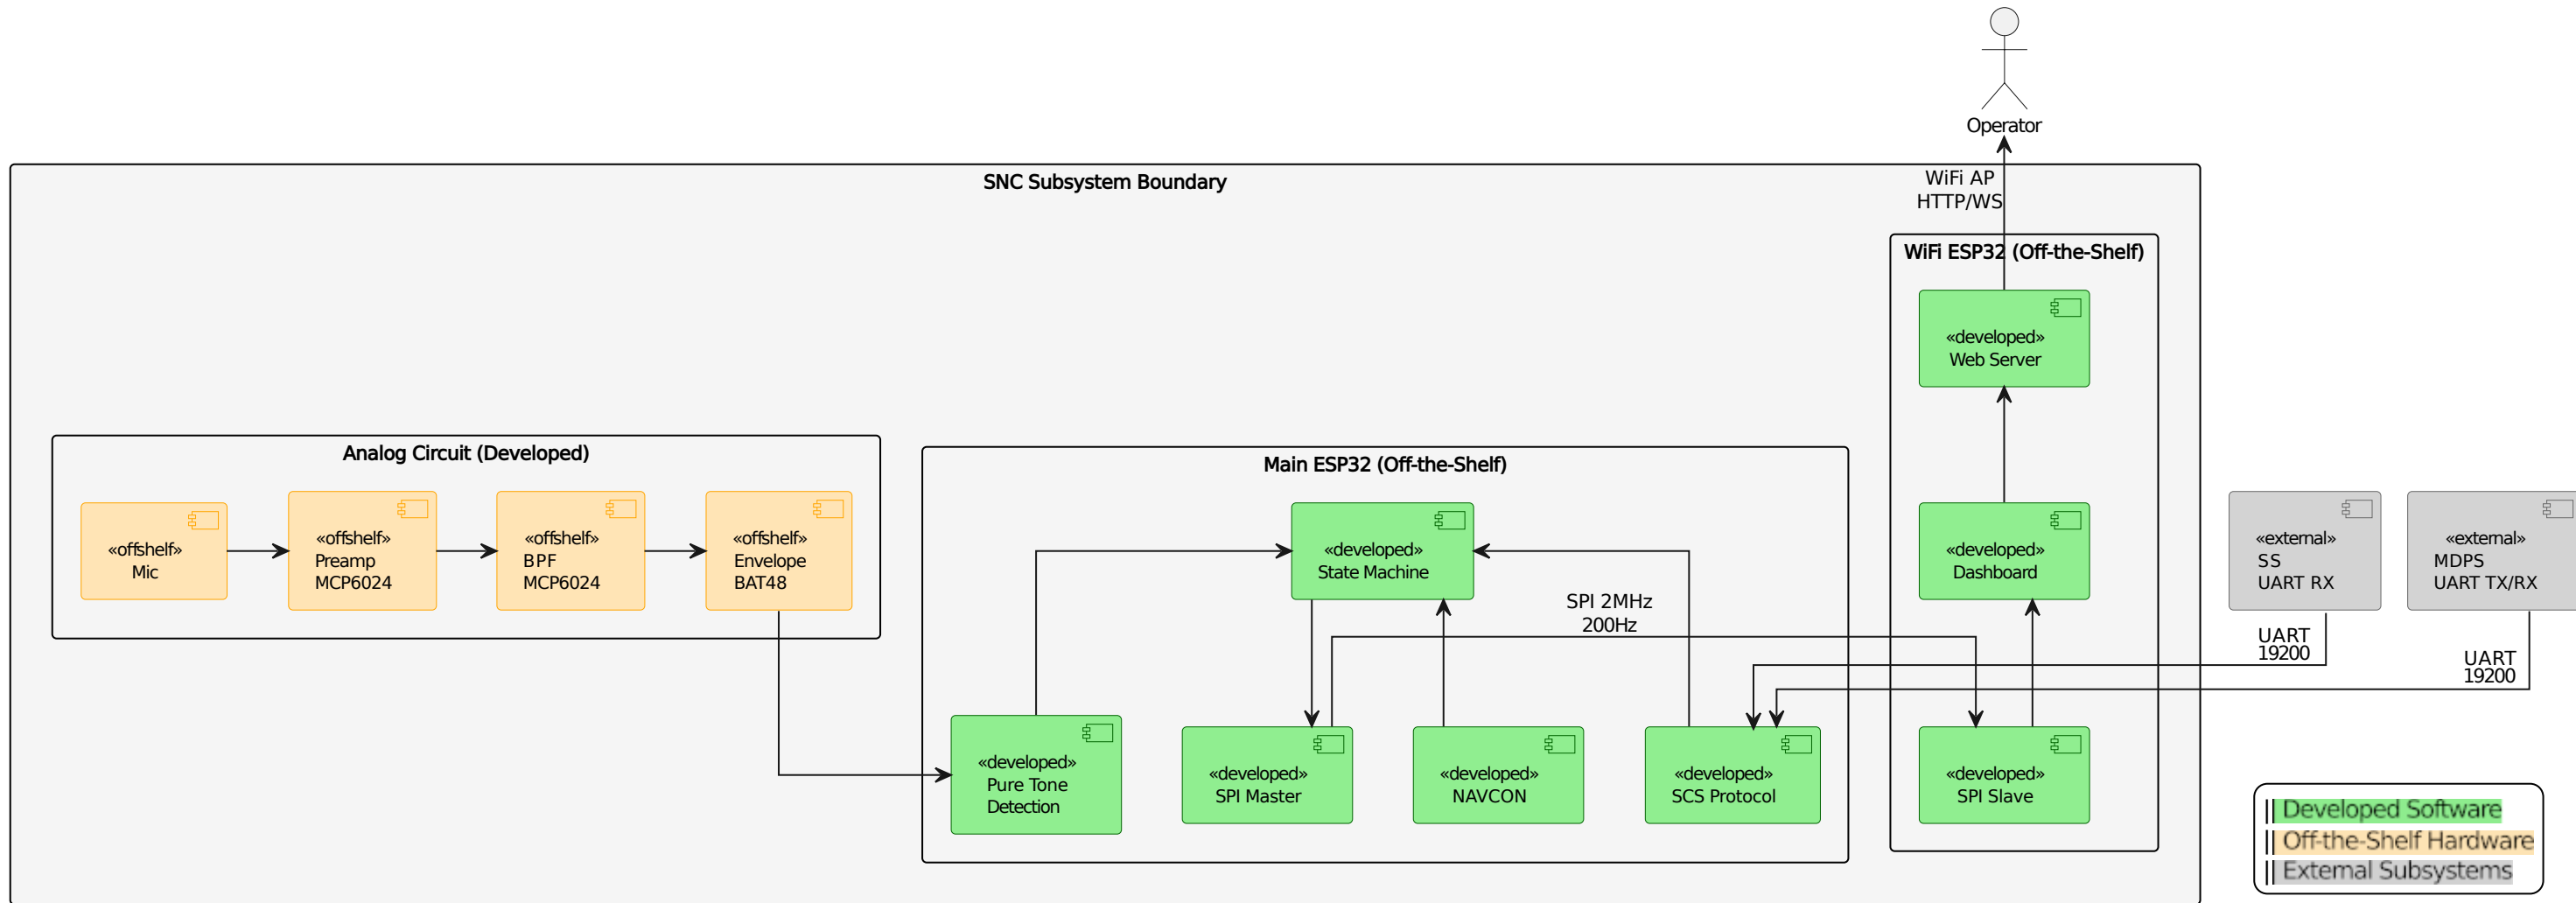 Operator
SNC Subsystem Boundary
WiFi AP
HTTP/WS
WiFi ESP32 (Off-the-Shelf)
«developed»
Web Server
Analog Circuit (Developed)
«offshelf»
Mic
«offshelf»
Preamp
MCP6024
«offshelf»
BPF
MCP6024
«offshelf»
Envelope
BAT48
Main ESP32 (Off-the-Shelf)
«developed»
State Machine
«developed»
Dashboard
«external»
SS
UART RX
«external»
MDPS
UART TX/RX
SPI 2MHz
200Hz
UART
19200
UART
19200
«developed»
Pure Tone
Detection
«developed»
SPI Master
«developed»
NAVCON
«developed»
SCS Protocol
«developed»
SPI Slave
Developed Software
Off-the-Shelf Hardware
External Subsystems